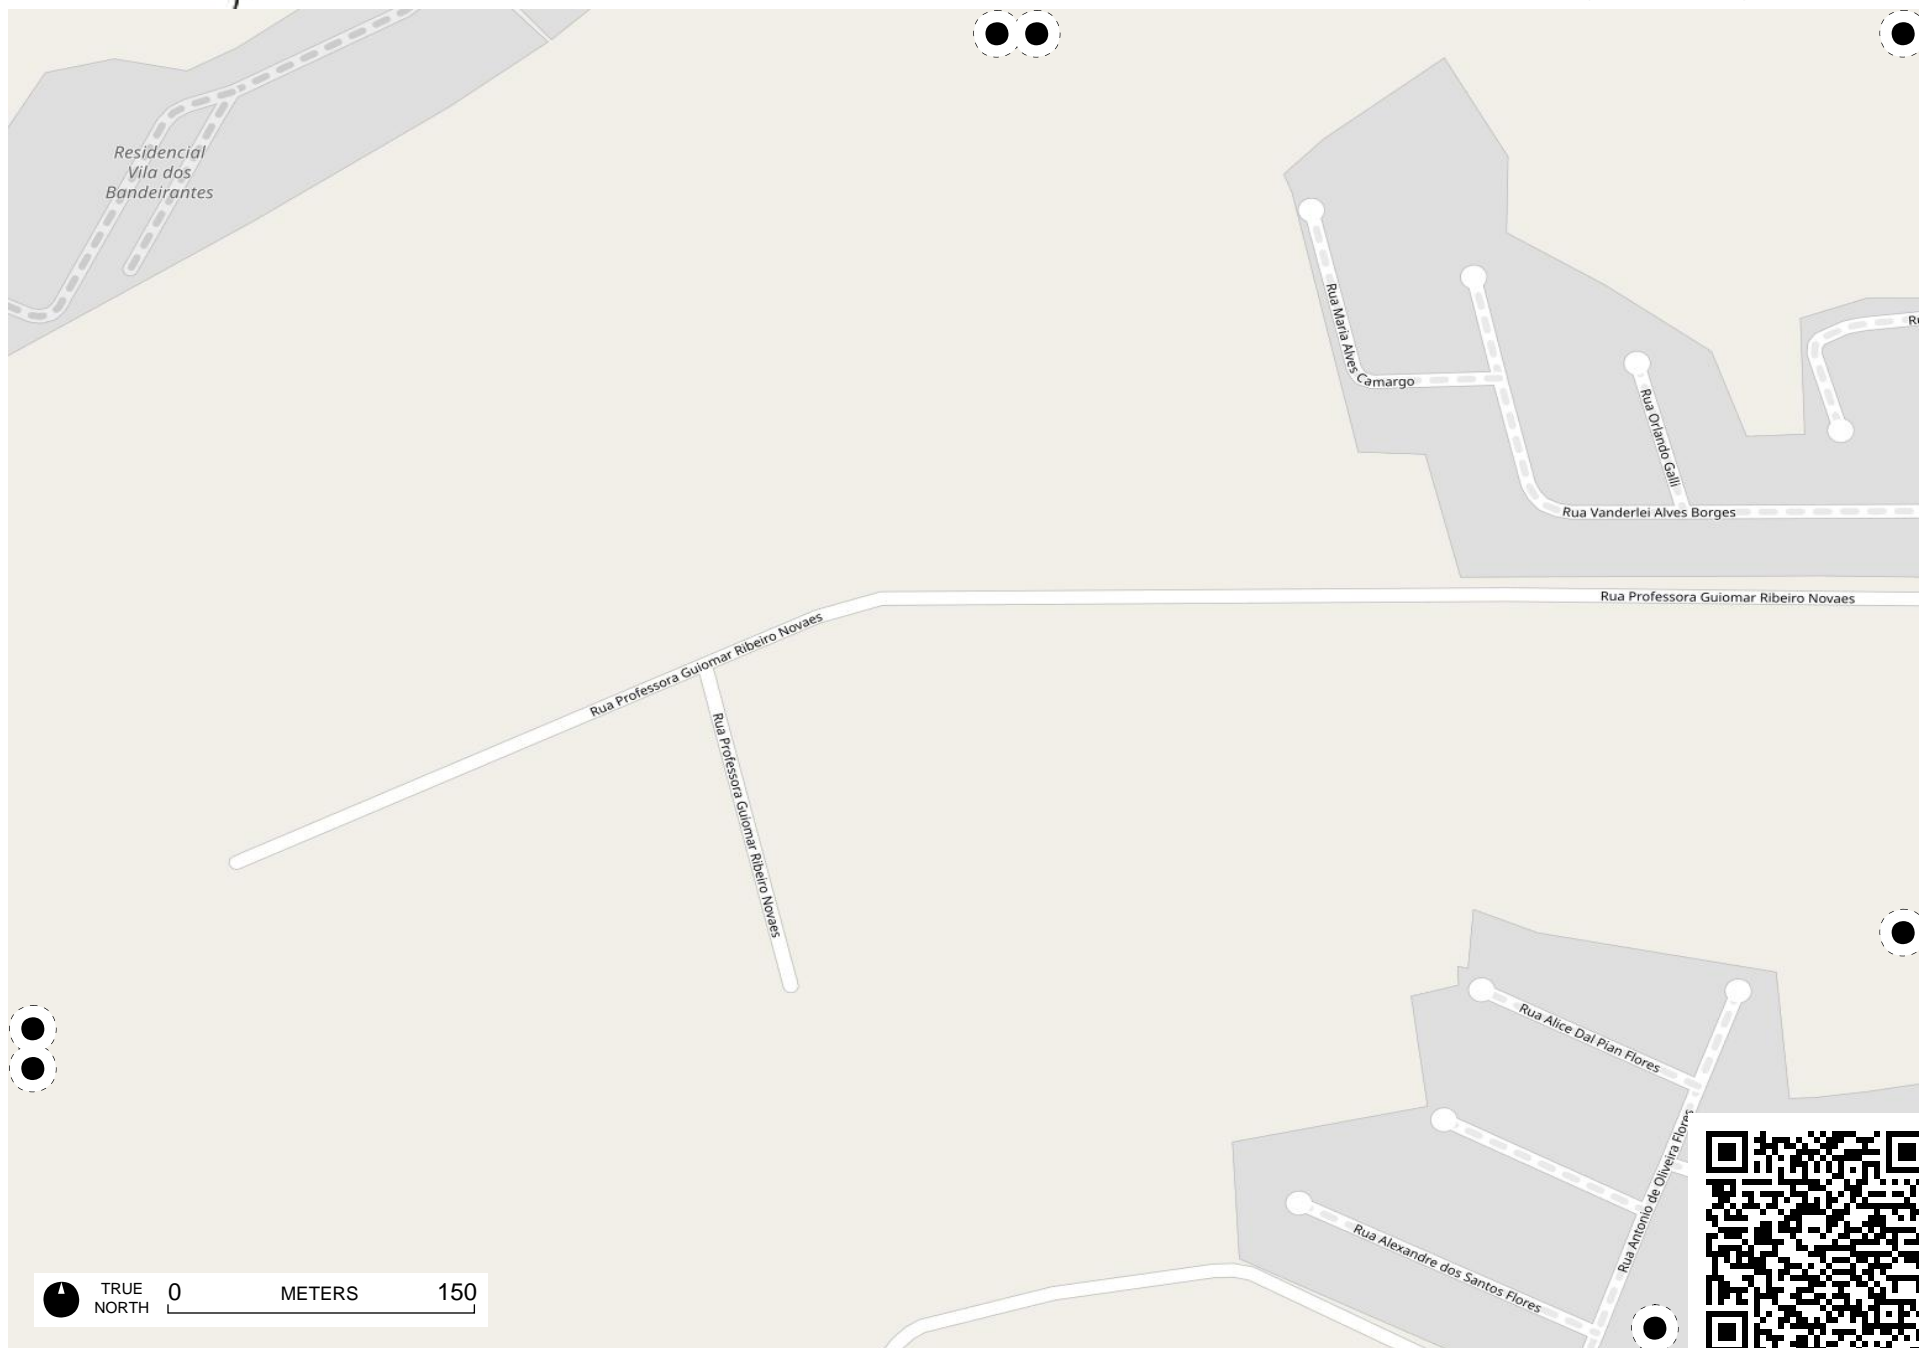 Residencial
Vila dos
Bandeirantes
Rua Maria Alves Camargo
Rua Orlando Galli
Rua Vanderlei Alves Borges
Rua Professora Guiomar Ribeiro Novaes
Rua Professora Guiomar Ribeiro Novaes
Rua Professora Guiomar Ribeiro Novaes
Rua Alice Dal Pian Flores
Rua Antonio de Oliveira Flores
Rua Alexandre dos Santos Flores
TRUE
NORTH
0 METERS 150